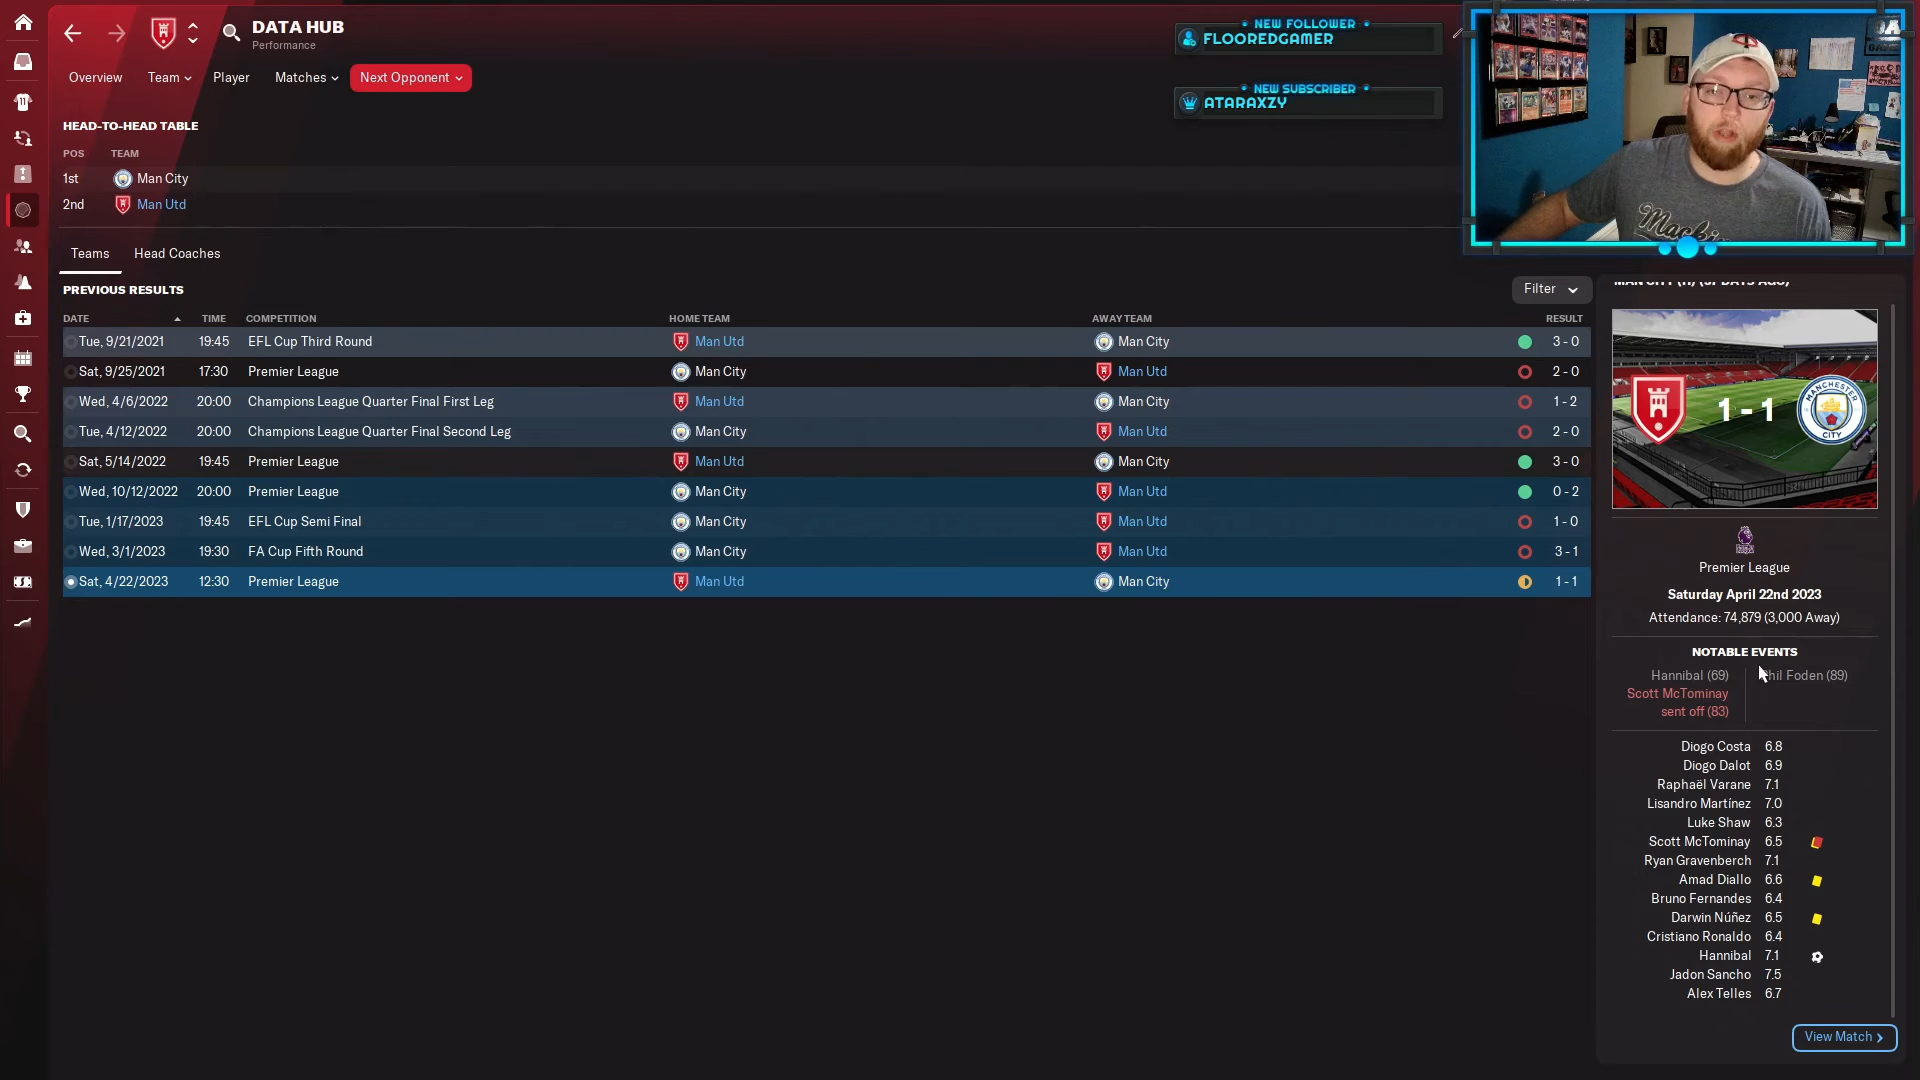 DATA HUB
Performance
Overview Team Player Matches Next Opponent
NEW FOLLOWER
FLOOREDGAMER
NEW SUBSCRIBER
ATARAXZY
HEAD-TO-HEAD TABLE
POS TEAM
1st Man City
2nd Man Utd
Teams Head Coaches
PREVIOUS RESULTS
Filter
DATE TIME COMPETITION HOME TEAM AWAY TEAM RESULT
Tue, 9/21/2021 19:45 EFL Cup Third Round Man Utd Man City 3 - 0
Sat, 9/25/2021 17:30 Premier League Man City Man Utd 2 - 0
Wed, 4/6/2022 20:00 Champions League Quarter Final First Leg Man Utd Man City 1 - 2
Tue, 4/12/2022 20:00 Champions League Quarter Final Second Leg Man City Man Utd 2 - 0
Sat, 5/14/2022 19:45 Premier League Man Utd Man City 3 - 0
Wed, 10/12/2022 20:00 Premier League Man City Man Utd 0 - 2
Tue, 1/17/2023 19:45 EFL Cup Semi Final Man City Man Utd 1 - 0
Wed, 3/1/2023 19:30 FA Cup Fifth Round Man City Man Utd 3 - 1
Sat, 4/22/2023 12:30 Premier League Man Utd Man City 1 - 1
1 - 1
MANCHESTER
CITY
Premier League
Saturday April 22nd 2023
Attendance: 74,879 (3,000 Away)
NOTABLE EVENTS
Hannibal (69) Foden (89)
Scott McTominay
sent off (83)
Diogo Costa 6.8
Diogo Dalot 6.9
Raphaël Varane 7.1
Lisandro Martínez 7.0
Luke Shaw 6.3
Scott McTominay 6.5
Ryan Gravenberch 7.1
Amad Diallo 6.6
Bruno Fernandes 6.4
Darwin Núñez 6.5
Cristiano Ronaldo 6.4
Hannibal 7.1
Jadon Sancho 7.5
Alex Telles 6.7
View Match